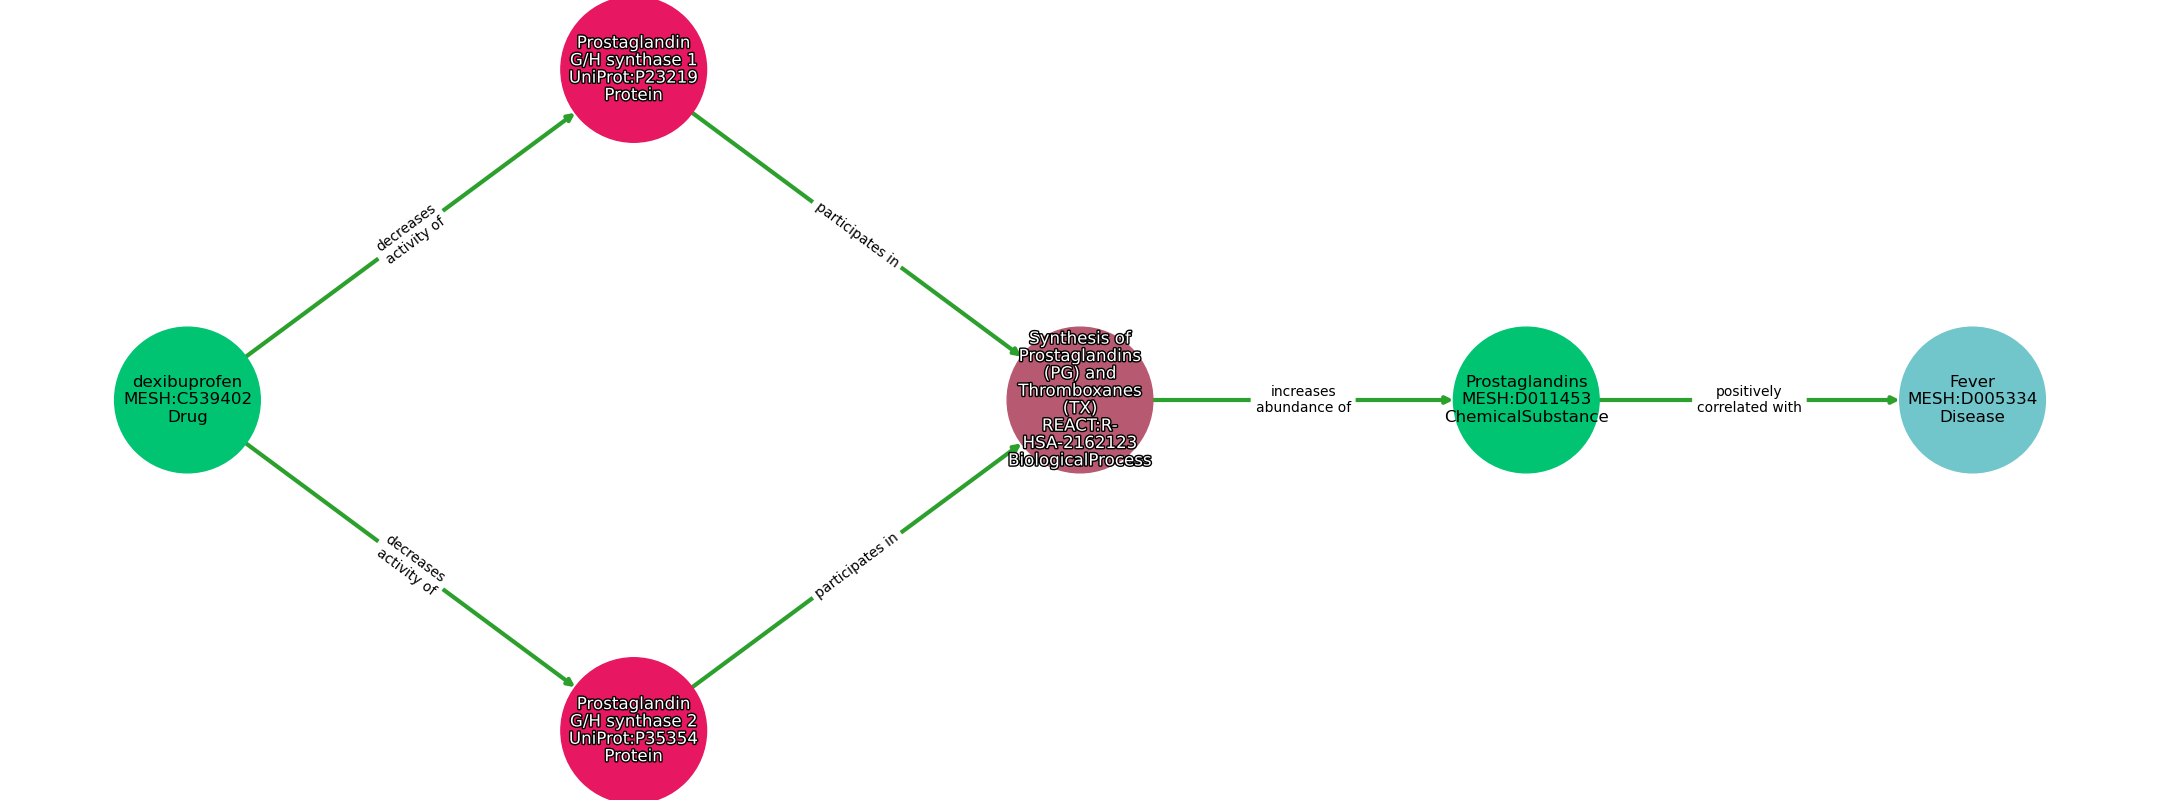 Prostaglandin
G/H synthase 1
UniProt:P23219
Protein
decreases
activity of
participates in
dexibuprofen
MESH:C539402
Drug
Synthesis of
Prostaglandins
(PG) and
Thromboxanes
(TX)
REACT:R-
HSA-2162123
BiologicalProcess
increases
abundance of
Prostaglandins
MESH:D011453
ChemicalSubstance
positively
correlated with
Fever
MESH:D005334
Disease
decreases
activity of
participates in
Prostaglandin
G/H synthase 2
UniProt:P35354
Protein